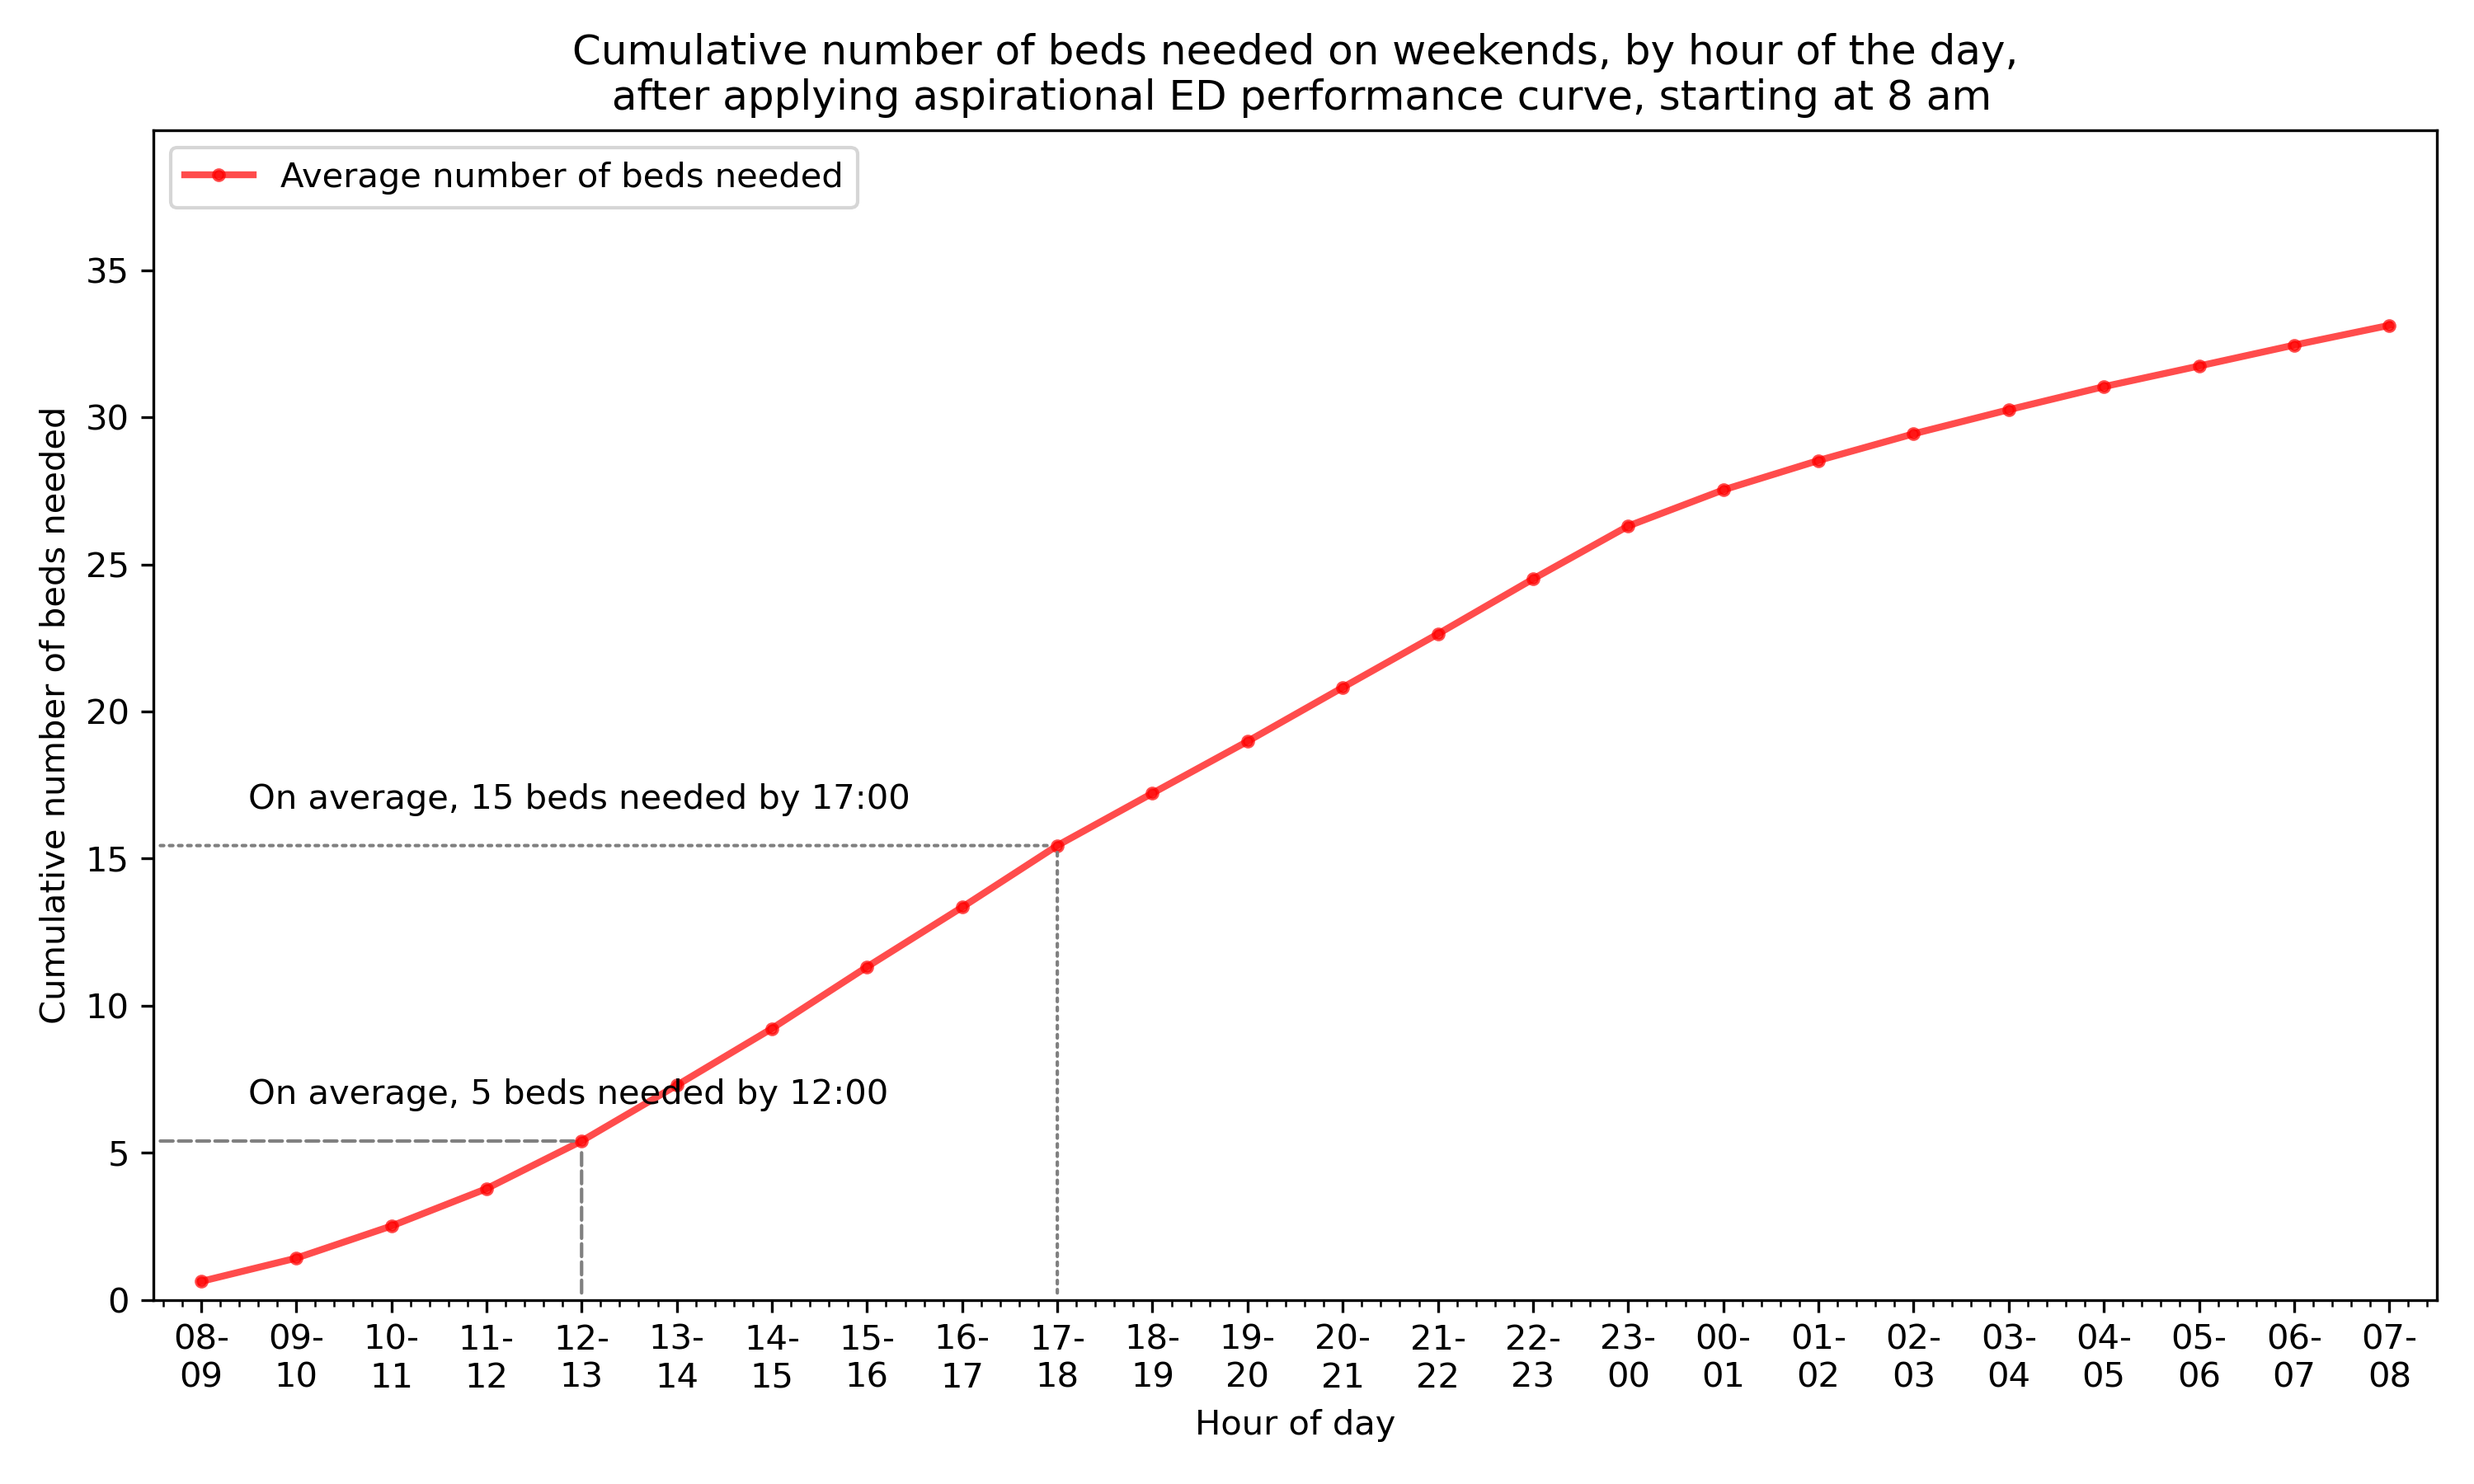 Cumulative number of beds needed on weekends, by hour of the day,
after applying aspirational ED performance curve, starting at 8 am
Average number of beds needed
Cumulative number of beds needed
35
30
25
20
15
10
5
0
On average, 15 beds needed by 17:00
On average, 5 beds needed by 12:00
08- 09- 10- 11- 12- 13- 14- 15- 16- 17- 18- 19- 20- 21- 22- 23- 00- 01- 02- 03- 04- 05- 06- 07-
09 10 11 12 13 14 15 16 17 18 19 20 21 22 23 00 01 02 03 04 05 06 07 08
Hour of day